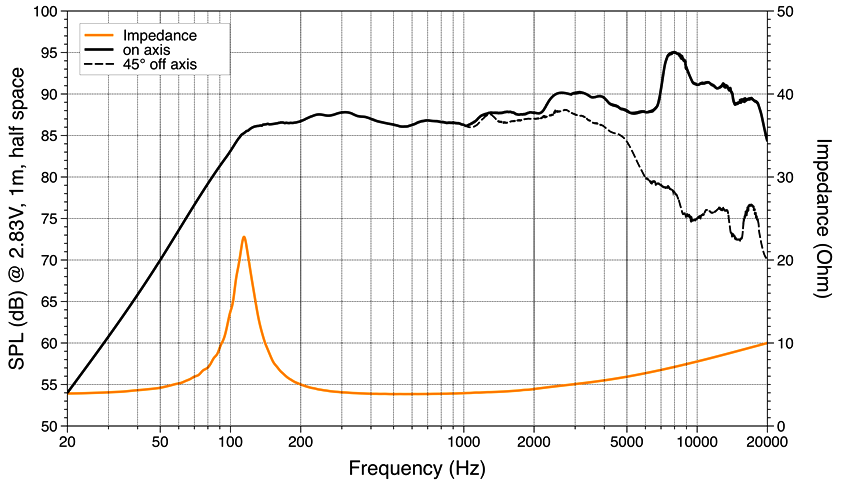 100
95
90
85
80
75
70
65
60
55
50
SPL (dB) @ 2.83V, 1m, half space
Impedance
on axis
45° off axis
50
40
30
20
10
0
Impedance (Ohm)
20 50 100 200 500 1000 2000 5000 10000 20000
Frequency (Hz)